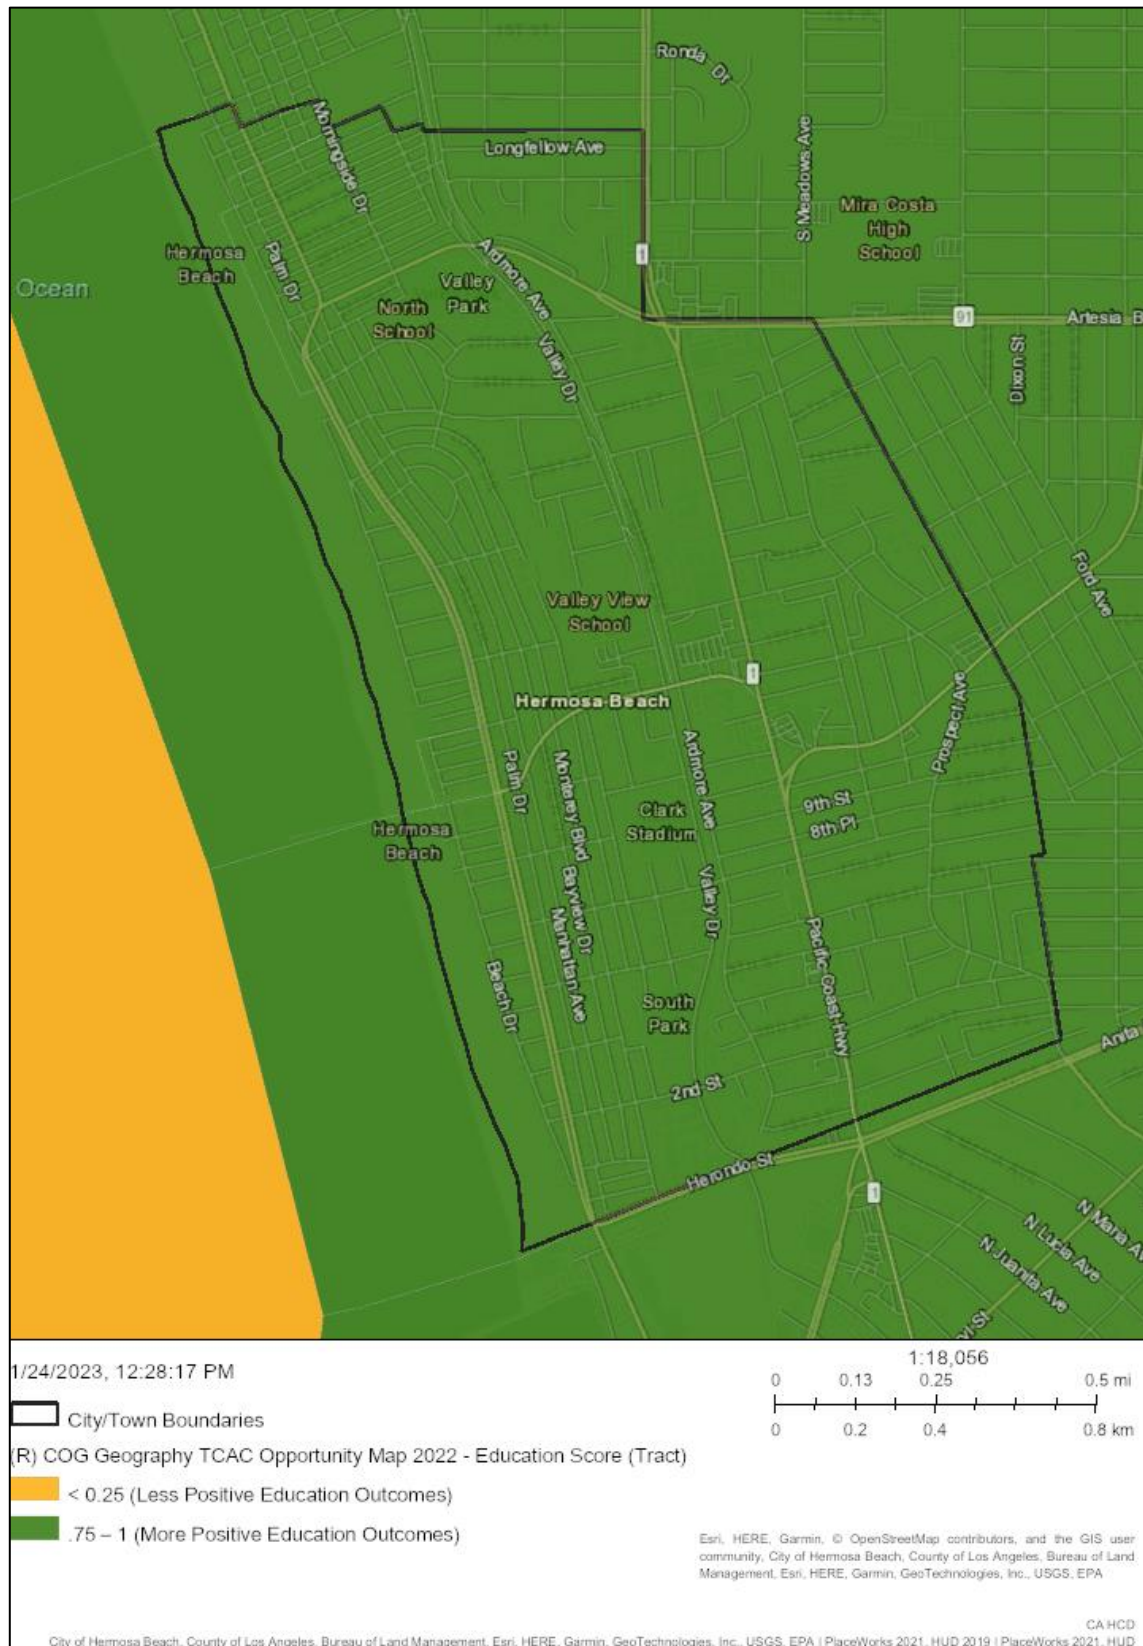 Ronda Dr
Morningside Dr
Longfellow Ave
S Meadows Ave
Mira Costa
High
School
Hermosa
Beach
Palm Dr
Ardmore Ave
1
Ocean
Valley
Park
North
School
91
Artesia B
Valley Dr
Dixon St
Ford Ave
Valley View
School
1
Hermosa Beach
Prospect Ave
Palm Dr
Monterey Blvd
Ardmore Ave
9th St
8th Pl
Clark
Stadium
Hermosa
Beach
Bayview Dr
Manhattan Ave
Valley Dr
Pacific Coast Hwy
Beach Dr
South
Park
Anita
2nd St
Herondo St
1
N Maria Av
N Lucia Ave
N Juanita Ave
yl St
1/24/2023, 12:28:17 PM
1:18,056
0 0.13 0.25 0.5 mi
0 0.2 0.4 0.8 km
City/Town Boundaries
(R) COG Geography TCAC Opportunity Map 2022 - Education Score (Tract)
< 0.25 (Less Positive Education Outcomes)
.75 – 1 (More Positive Education Outcomes)
Esri, HERE, Garmin, © OpenStreetMap contributors, and the GIS user
community, City of Hermosa Beach, County of Los Angeles, Bureau of Land
Management, Esri, HERE, Garmin, GeoTechnologies, Inc., USGS, EPA
CA HCD
City of Hermosa Beach, County of Los Angeles, Bureau of Land Management, Esri, HERE, Garmin, GeoTechnologies, Inc., USGS, EPA | PlaceWorks 2021, HUD 2019 | PlaceWorks 2021, HUD